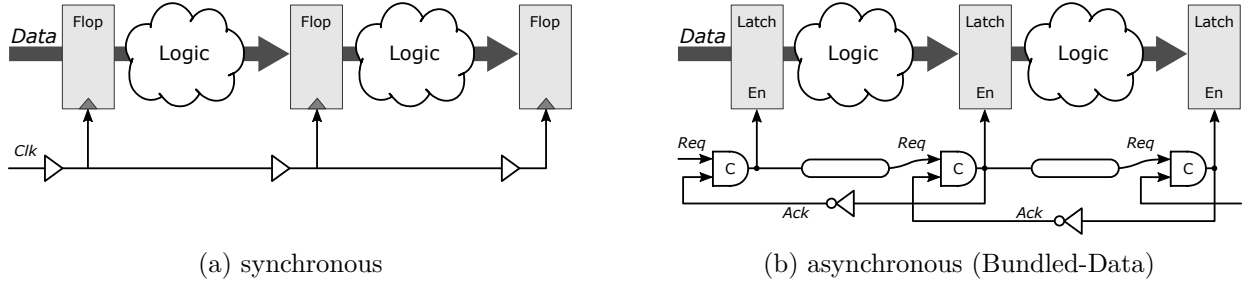 Flop
Flop
Flop
Data
Logic
Logic
Clk
(a) synchronous
Latch
Latch
Latch
Data
Logic
Logic
En
En
En
Req
Req
Req
C
C
C
Ack
Ack
(b) asynchronous (Bundled-Data)